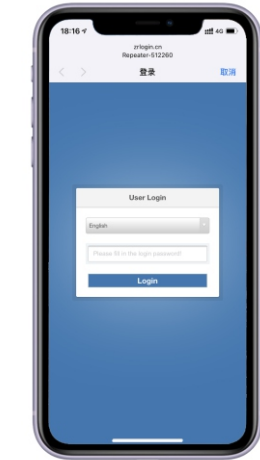 18:16
4G
zrlogin.cn
Repeater-512260
登录
取消
User Login
English
Please fill in the login password!
Login